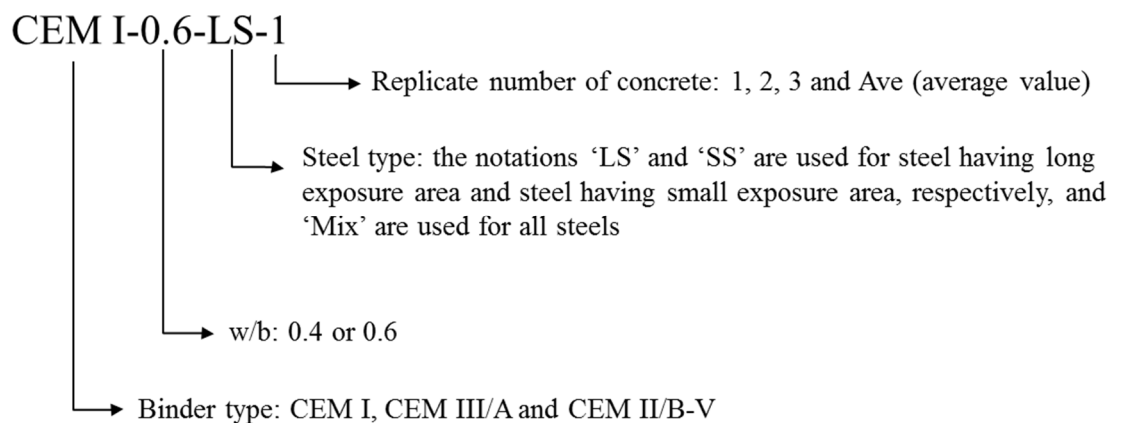 CEM I-0.6-LS-1
Replicate number of concrete: 1, 2, 3 and Ave (average value)
Steel type: the notations ‘LS’ and ‘SS’ are used for steel having long
exposure area and steel having small exposure area, respectively, and
‘Mix’ are used for all steels
w/b: 0.4 or 0.6
Binder type: CEM I, CEM III/A and CEM II/B-V